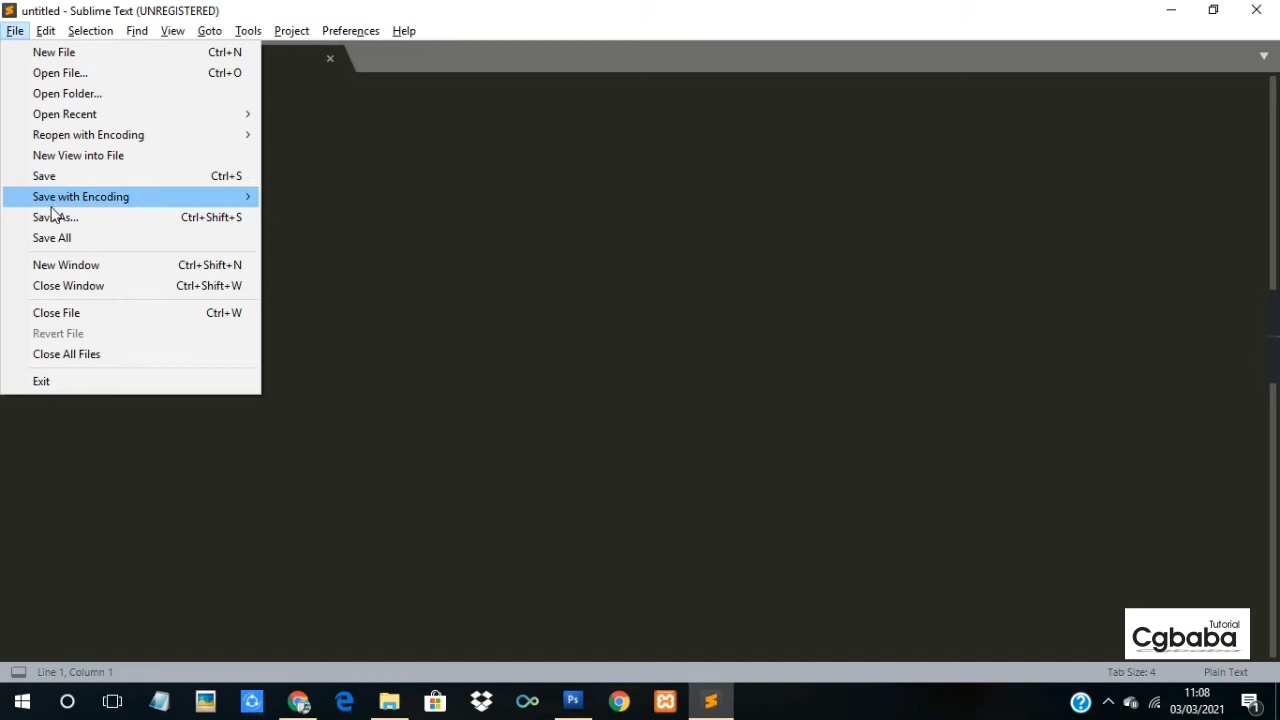 untitled - Sublime Text (UNREGISTERED)
File Edit Selection Find View Goto Tools Project Preferences Help
New File Ctrl+N
Open File... Ctrl+O
Open Folder...
Open Recent
Reopen with Encoding
New View into File
Save Ctrl+S
Save with Encoding
Save As... Ctrl+Shift+S
Save All
New Window Ctrl+Shift+N
Close Window Ctrl+Shift+W
Close File Ctrl+W
Revert File
Close All Files
Exit
Tutorial
Cgbaba
Line 1, Column 1 Tab Size: 4 Plain Text
Ps
11:08
03/03/2021
1